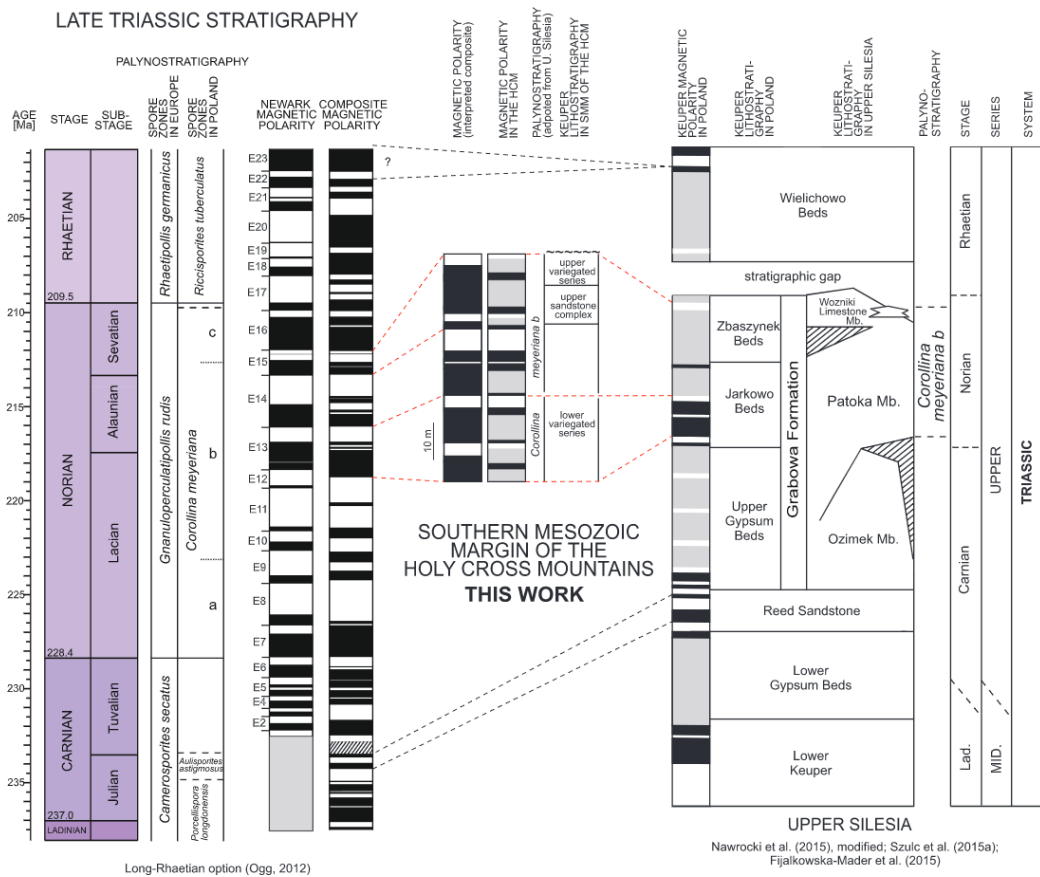 LATE TRIASSIC STRATIGRAPHY
PALYNOSTRATIGRAPHY
AGE
[Ma]
STAGE
SUB-
STAGE
SPORE
ZONES
IN EUROPE
SPORE
ZONES
IN POLAND
NEWARK
MAGNETIC
POLARITY
COMPOSITE
MAGNETIC
POLARITY
205
210
215
220
225
230
235
RHAETIAN
209.5
NORIAN
228.4
CARNIAN
237.0
LADINIAN
Sevatian
Alaunian
Lacian
Tuvalian
Julian
Rhaetipollis germanicus
Granuloperculatipollis rudis
Camerosporites secatus
Ricciisporites tuberculatus
Corollina meyeriana
c
b
a
Aulisporites
astigmosus
Porcellispora
longdonensis
E23
E22
E21
E20
E19
E18
E17
E16
E15
E14
E13
E12
E11
E10
E9
E8
E7
E6
E5
E4
E2
?
Long-Rhaetian option (Ogg, 2012)
MAGNETIC POLARITY
(interpreted composite)
MAGNETIC POLARITY
IN THE HCM
PALYNOSTRATIGRAPHY
(adpoted from U. Silesia)
KEUPER
LITHOSTRATIGRAPHY
IN SMM OF THE HCM
10 m
Corollina meyeriana b
upper
variegated
series
upper
sandstone
complex
lower
variegated
series
SOUTHERN MESOZOIC
MARGIN OF THE
HOLY CROSS MOUNTAINS
THIS WORK
KEUPER MAGNETIC
POLARITY
IN POLAND
KEUPER
LITHOSTRATI-
GRAPHY
IN POLAND
KEUPER
LITHOSTRATI-
GRAPHY
IN UPPER SILESIA
PALYNO-
STRATIGRAPHY
STAGE
SERIES
SYSTEM
Wielichowo
Beds
stratigraphic gap
Zbaszynek
Beds
Jarkowo
Beds
Upper
Gypsum
Beds
Grabowa Formation
Wozniki
Limestone
Mb.
Patoka Mb.
Ozimek Mb.
Reed Sandstone
Lower
Gypsum Beds
Lower
Keuper
Corollina
meyeriana b
Rhaetian
Norian
Carnian
Lad.
UPPER
MID.
TRIASSIC
UPPER SILESIA
Nawrocki et al. (2015), modified; Szulc et al. (2015a);
Fijalkowska-Mader et al. (2015)